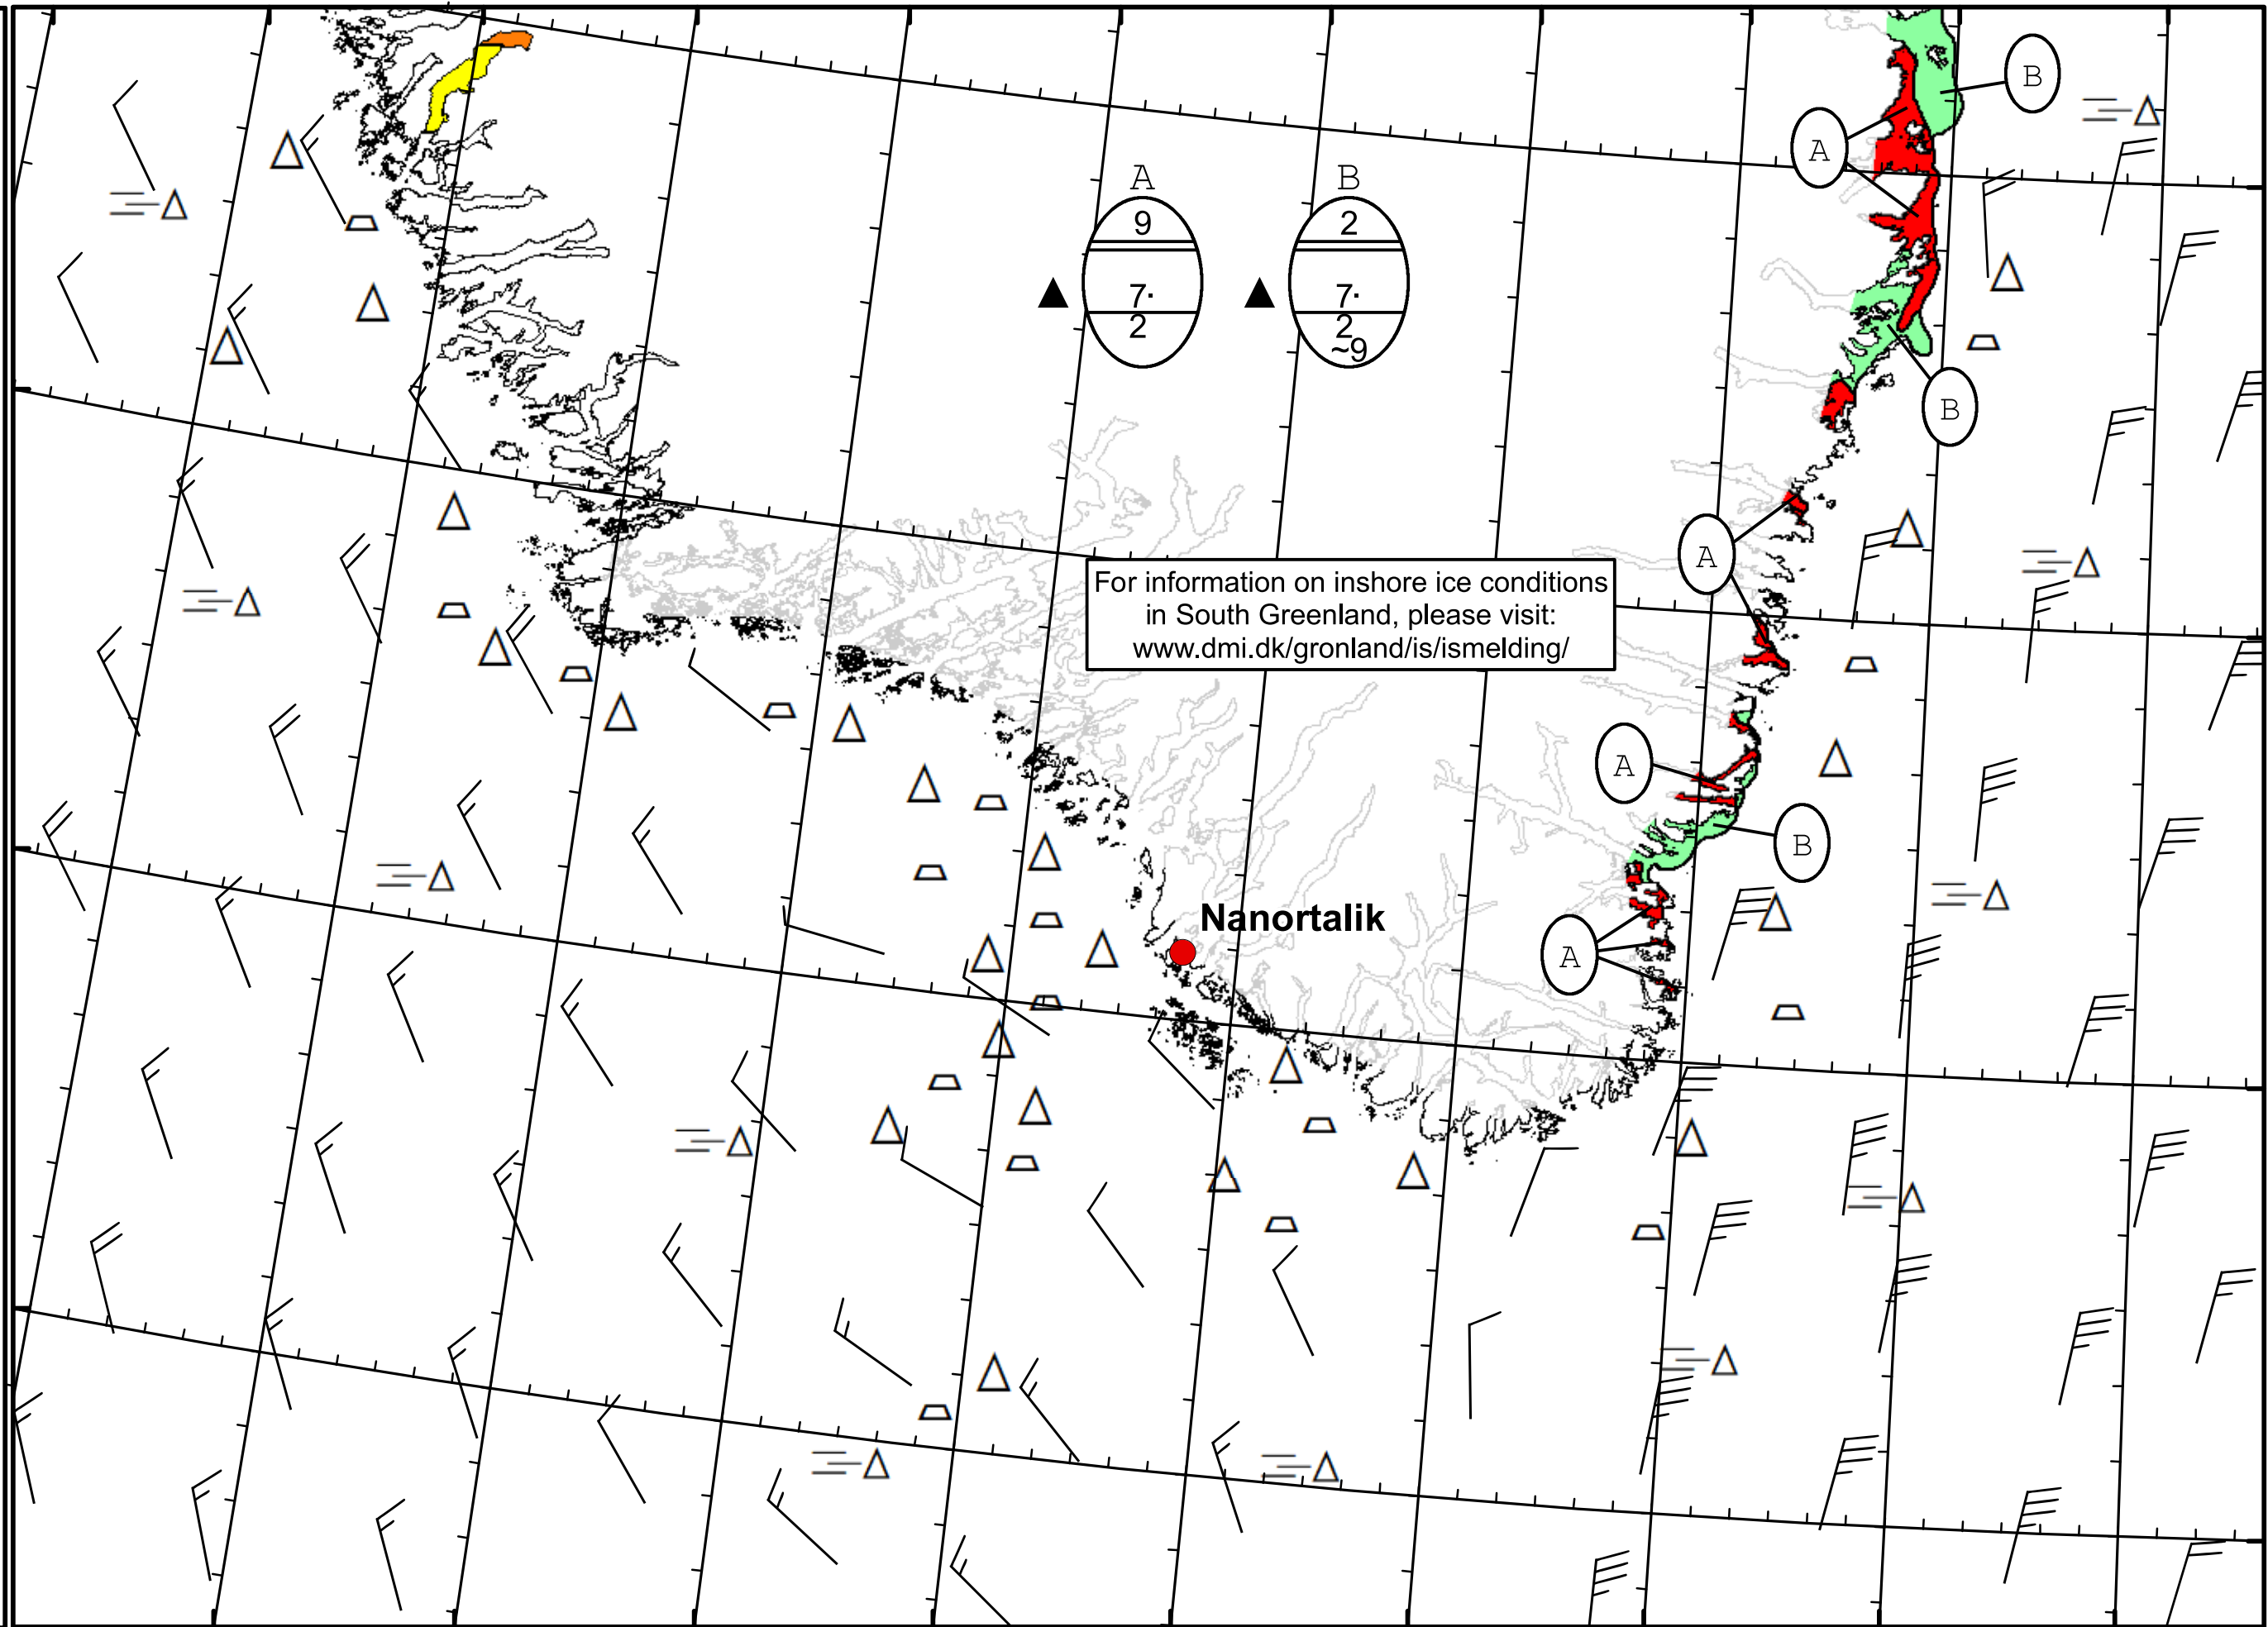 B
A
A
B
9
2
7·
7·
2
2
~9
B
A
For information on inshore ice conditions
in South Greenland, please visit:
www.dmi.dk/gronland/is/ismelding/
A
B
Nanortalik
A